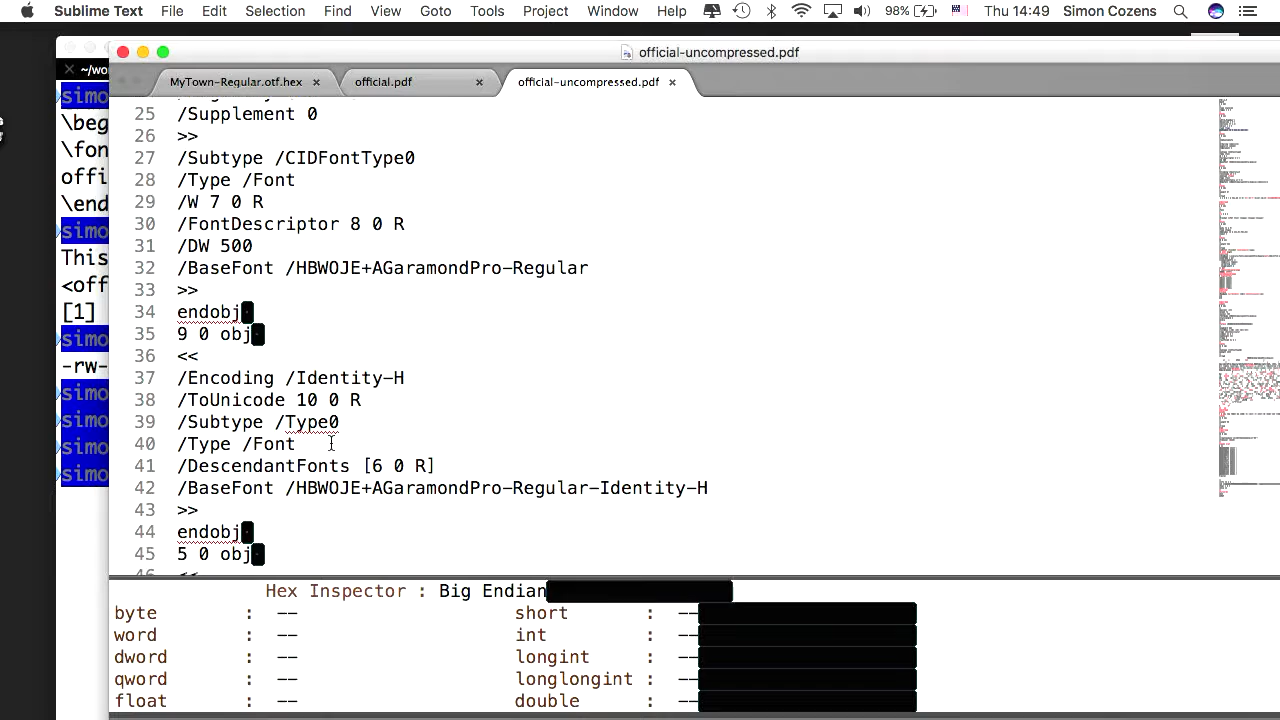 Sublime Text File Edit Selection Find View Goto Tools Project Window Help 98% Thu 14:49 Simon Cozens
official-uncompressed.pdf
~/wo
MyTown-Regular.otf.hex official.pdf official-uncompressed.pdf
simo
\beg
\fon
offi
\end
simo
This
<off
[1]
simo
-rw-
simo
simo
simo
simo
25 /Supplement 0
26 >>
27 /Subtype /CIDFontType0
28 /Type /Font
29 /W 7 0 R
30 /FontDescriptor 8 0 R
31 /DW 500
32 /BaseFont /HBWOJE+AGaramondPro-Regular
33 >>
34 endobj
35 9 0 obj
36 <<
37 /Encoding /Identity-H
38 /ToUnicode 10 0 R
39 /Subtype /Type0
40 /Type /Font
41 /DescendantFonts [6 0 R]
42 /BaseFont /HBWOJE+AGaramondPro-Regular-Identity-H
43 >>
44 endobj
45 5 0 obj
46 <<
Hex Inspector : Big Endian
byte : -- short : --
word : -- int : --
dword : -- longint : --
qword : -- longlongint : --
float : -- double : --